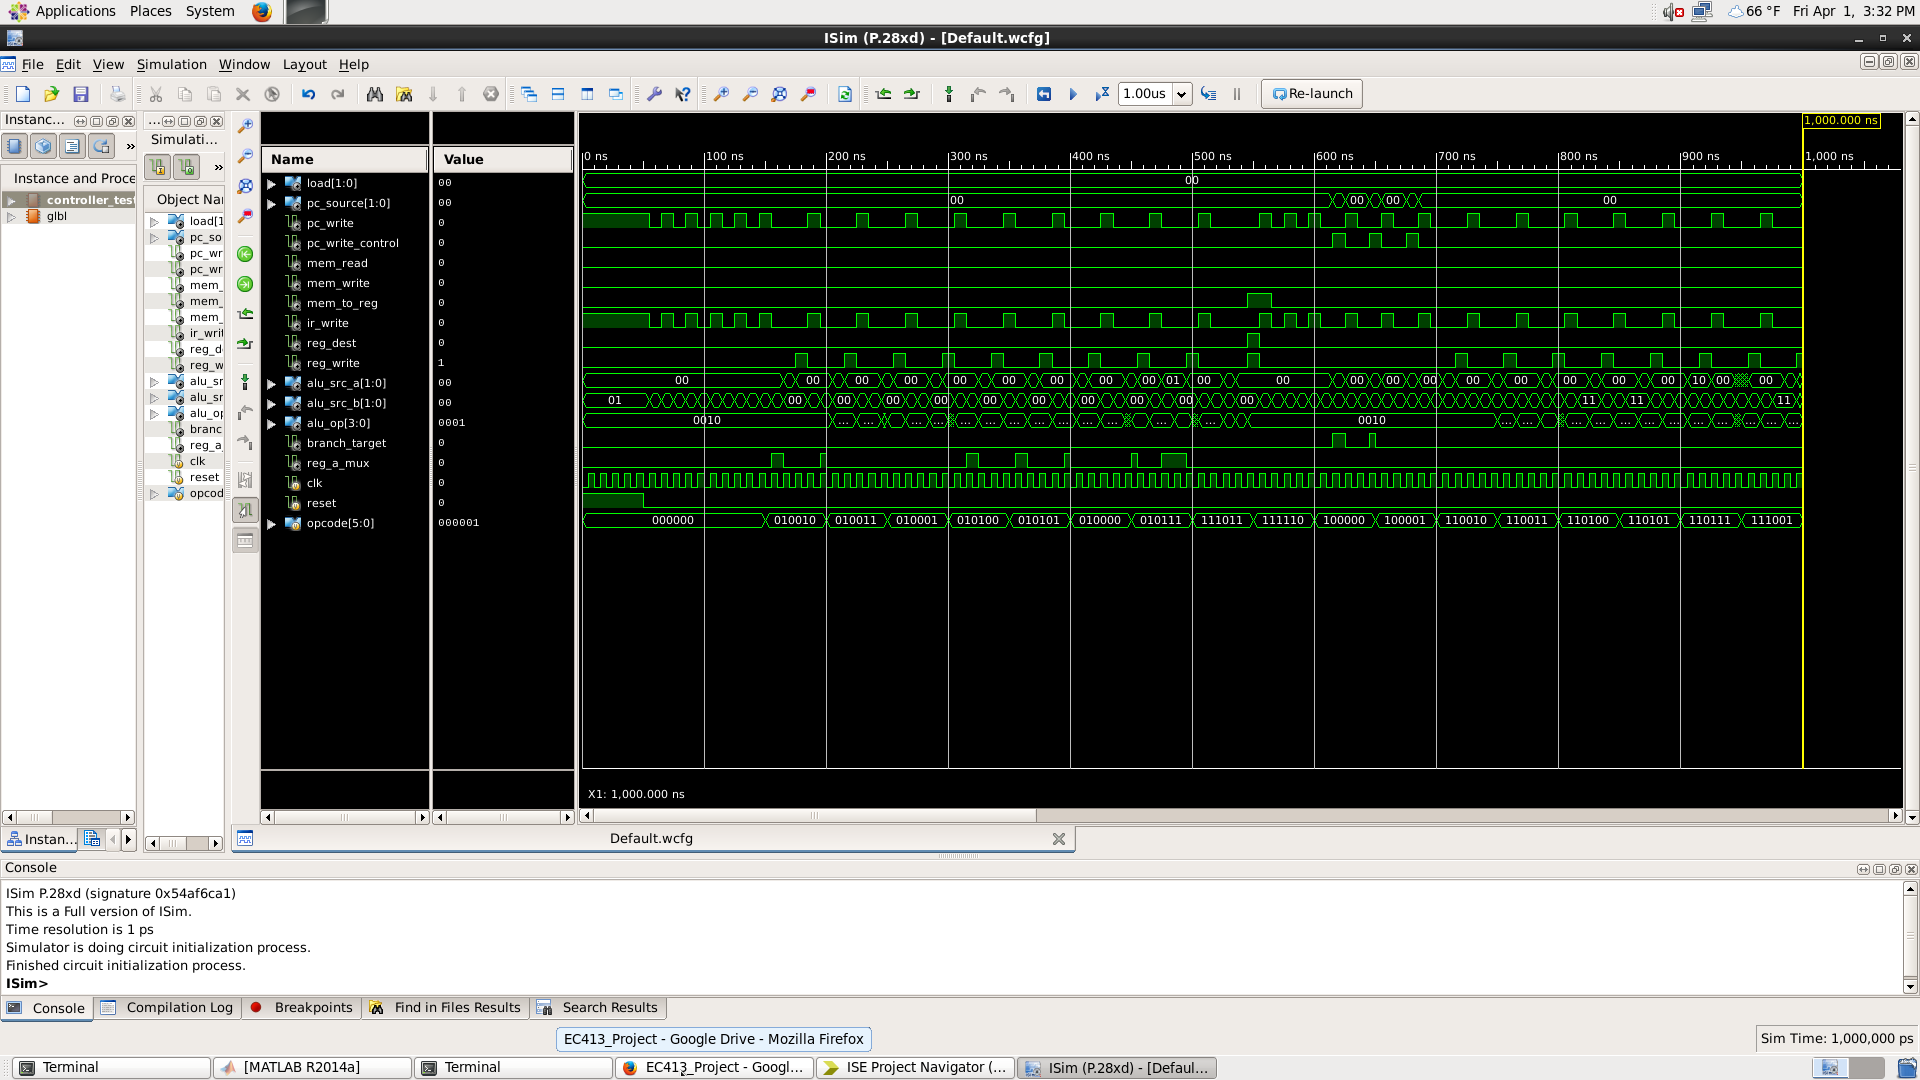 Applications Places System 66 °F Fri Apr 1, 3:32 PM
ISim (P.28xd) - [Default.wcfg]
File Edit View Simulation Window Layout Help
1.00us Re-launch
Instanc...
Simulati...
Instance and Proce
controller_test
glbl
Object Na
load[1
pc_so
pc_wr
pc_wr
mem_
mem_
mem_
ir_writ
reg_d
reg_w
alu_sr
alu_sr
alu_op
branc
reg_a
clk
reset
opcod
Name Value
load[1:0] 00
pc_source[1:0] 00
pc_write 0
pc_write_control 0
mem_read 0
mem_write 0
mem_to_reg 0
ir_write 0
reg_dest 0
reg_write 1
alu_src_a[1:0] 00
alu_src_b[1:0] 00
alu_op[3:0] 0001
branch_target 0
reg_a_mux 0
clk 0
reset 0
opcode[5:0] 000001
1,000.000 ns
0 ns 100 ns 200 ns 300 ns 400 ns 500 ns 600 ns 700 ns 800 ns 900 ns 1,000 ns
00
00 00 00 00
00 00 00 00 00 00 00 00 01 00 00 00 00 00 00 00 00 00 00 10 00 00
01 00 00 00 00 00 00 00 00 00 00 11 11 11
0010 ... ... ... ... ... ... ... ... ... ... ... ... ... 0010 ... ... ... ... ... ... ...
000000 010010 010011 010001 010100 010101 010000 010111 111011 111110 100000 100001 110010 110011 110100 110101 110111 111001
X1: 1,000.000 ns
Instan...
Default.wcfg
Console
ISim P.28xd (signature 0x54af6ca1)
This is a Full version of ISim.
Time resolution is 1 ps
Simulator is doing circuit initialization process.
Finished circuit initialization process.
ISim>
Console Compilation Log Breakpoints Find in Files Results Search Results
EC413_Project - Google Drive - Mozilla Firefox
Sim Time: 1,000,000 ps
Terminal [MATLAB R2014a] Terminal EC413_Project - Googl... ISE Project Navigator (... ISim (P.28xd) - [Defaul...